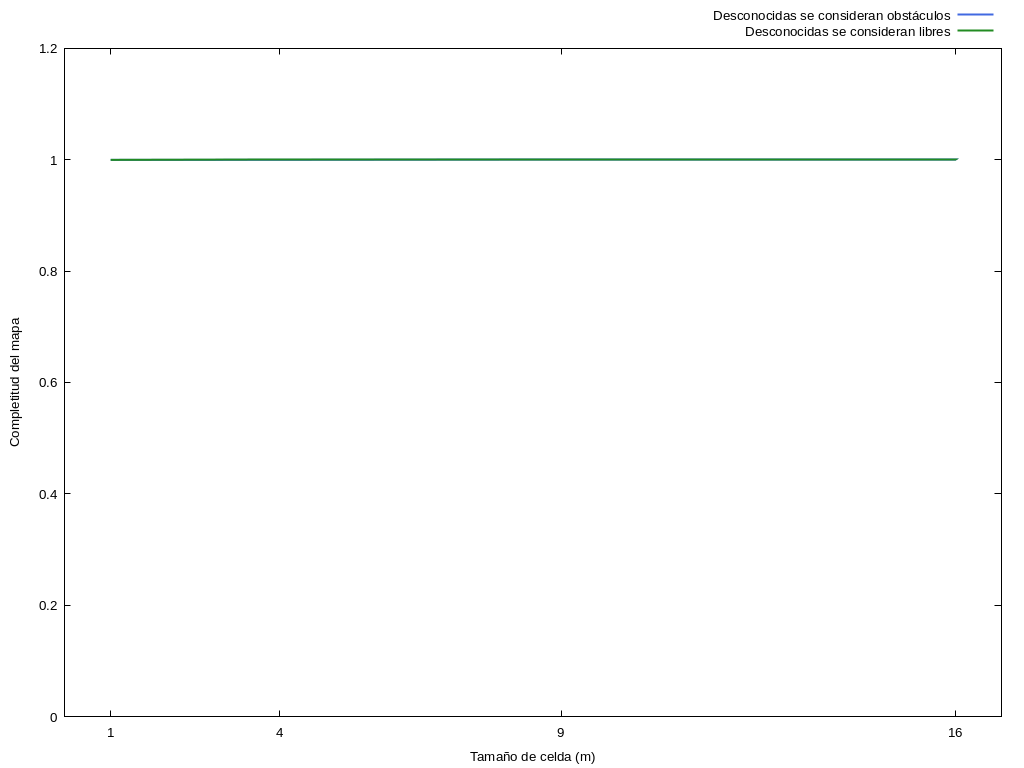 Desconocidas se consideran obstáculos
Desconocidas se consideran libres
1.2
1
0.8
0.6
0.4
0.2
0
Completitud del mapa
1 4 9 16
Tamaño de celda (m)